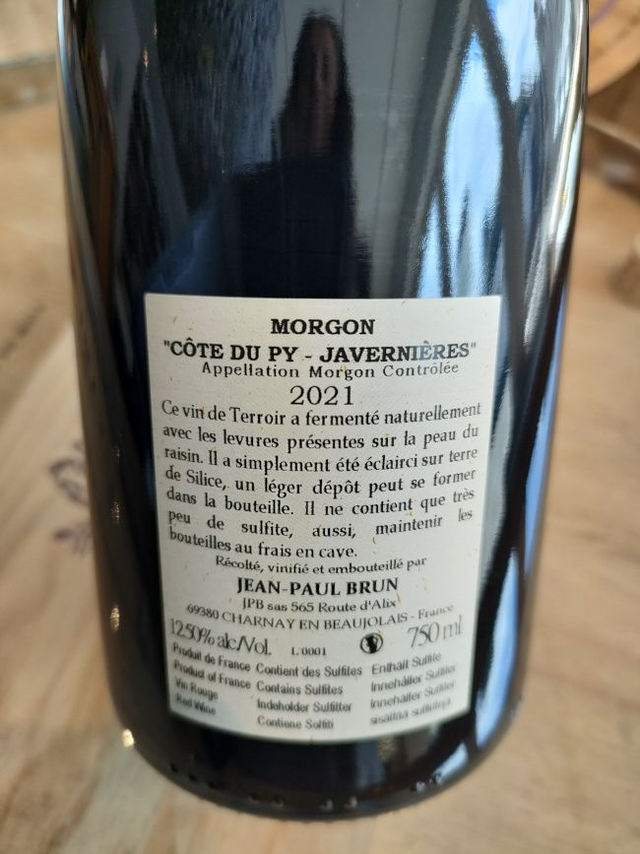 MORGON
"CÔTE DU PY - JAVERNIÈRES"
Appellation Morgon Contrôlée
2021
Ce vin de Terroir a fermenté naturellement
avec les levures présentes sur la peau du
raisin. Il a simplement été éclairci sur terre
de Silice, un léger dépôt peut se former
dans la bouteille. Il ne contient que très
peu de sulfite, aussi, maintenir les
bouteilles au frais en cave.
Récolté, vinifié et embouteillé par
JEAN-PAUL BRUN
JPB sas 565 Route d'Alix
69380 CHARNAY EN BEAUJOLAIS - France
12.50% alc/Vol. L 0001 750 ml
Produit de France Contient des Sulfites Enthält Sulfite
Product of France Contains Sulfites Innehåller Sulfiter
Vin Rouge Indeholder Sulfitter Innehåller Sulfiter
Red Wine Contiene Solfiti